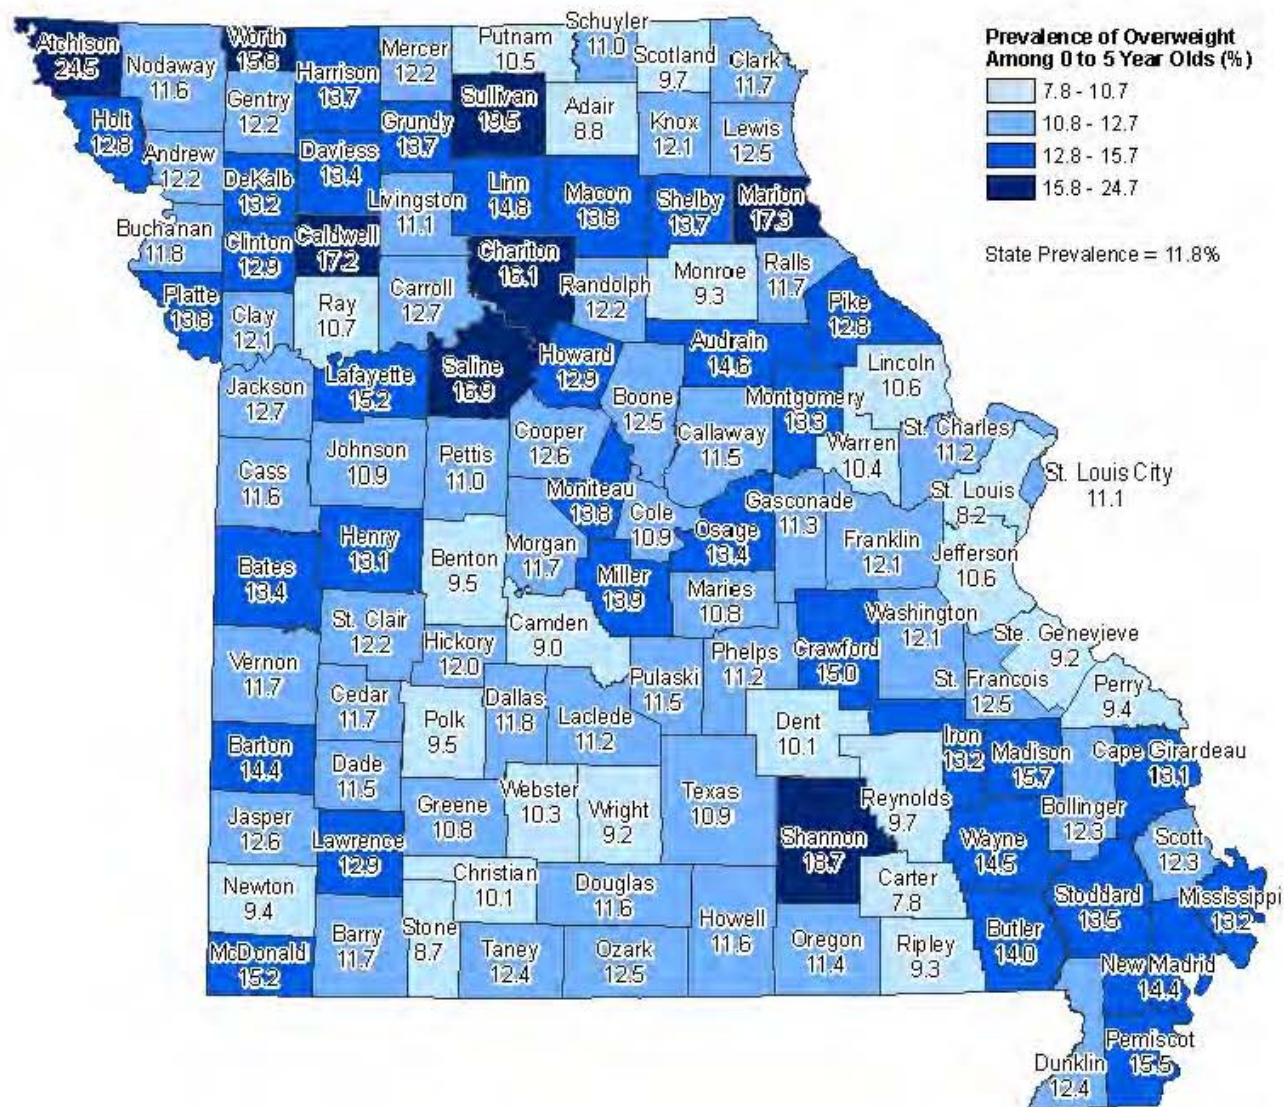 Prevalence of Overweight
Among 0 to 5 Year Olds (%)
7.8 - 10.7
10.8 - 12.7
12.8 - 15.7
15.8 - 24.7
State Prevalence = 11.8%
Atchison
24.5
Nodaway
11.6
Worth
15.8
Harrison
13.7
Mercer
12.2
Putnam
10.5
Schuyler
11.0
Scotland
9.7
Clark
11.7
Holt
12.8
Gentry
12.2
Grundy
13.7
Sullivan
19.5
Adair
8.8
Knox
12.1
Lewis
12.5
Andrew
12.2
DeKalb
13.2
Daviess
13.4
Livingston
11.1
Linn
14.8
Macon
13.8
Shelby
13.7
Marion
17.3
Buchanan
11.8
Clinton
12.9
Caldwell
17.2
Chariton
16.1
Randolph
12.2
Monroe
9.3
Ralls
11.7
Platte
13.8
Clay
12.1
Ray
10.7
Carroll
12.7
Pike
12.8
Jackson
12.7
Lafayette
15.2
Saline
16.9
Howard
12.9
Boone
12.5
Audrain
14.6
Montgomery
13.3
Lincoln
10.6
Cass
11.6
Johnson
10.9
Pettis
11.0
Cooper
12.6
Callaway
11.5
Warren
10.4
St. Charles
11.2
St. Louis City
11.1
St. Louis
8.2
Moniteau
13.8
Cole
10.9
Osage
13.4
Gasconade
11.3
Franklin
12.1
Jefferson
10.6
Bates
13.4
Henry
13.1
Benton
9.5
Morgan
11.7
Miller
13.9
Maries
10.8
St. Clair
12.2
Hickory
12.0
Camden
9.0
Phelps
11.2
Crawford
15.0
Washington
12.1
Ste. Genevieve
9.2
Vernon
11.7
Cedar
11.7
Polk
9.5
Dallas
11.8
Laclede
11.2
Pulaski
11.5
Dent
10.1
St. Francois
12.5
Perry
9.4
Barton
14.4
Dade
11.5
Iron
13.2
Madison
15.7
Cape Girardeau
13.1
Jasper
12.6
Greene
10.8
Webster
10.3
Wright
9.2
Texas
10.9
Reynolds
9.7
Bollinger
12.3
Lawrence
12.9
Shannon
18.7
Wayne
14.5
Scott
12.3
Newton
9.4
Christian
10.1
Douglas
11.6
Carter
7.8
Stoddard
13.5
Mississippi
13.2
McDonald
15.2
Barry
11.7
Stone
8.7
Taney
12.4
Ozark
12.5
Howell
11.6
Oregon
11.4
Ripley
9.3
Butler
14.0
New Madrid
14.4
Dunklin
12.4
Pemiscot
15.5